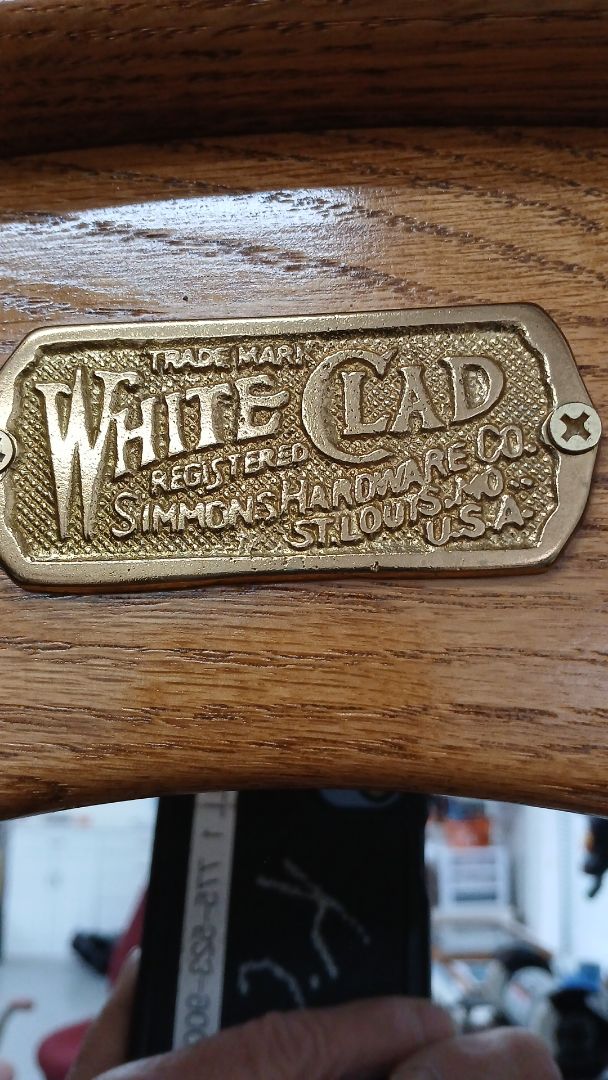 TRADE MARK
WHITE CLAD
REGISTERED
SIMMONS HARDWARE CO.
ST. LOUIS, MO.
U.S.A.